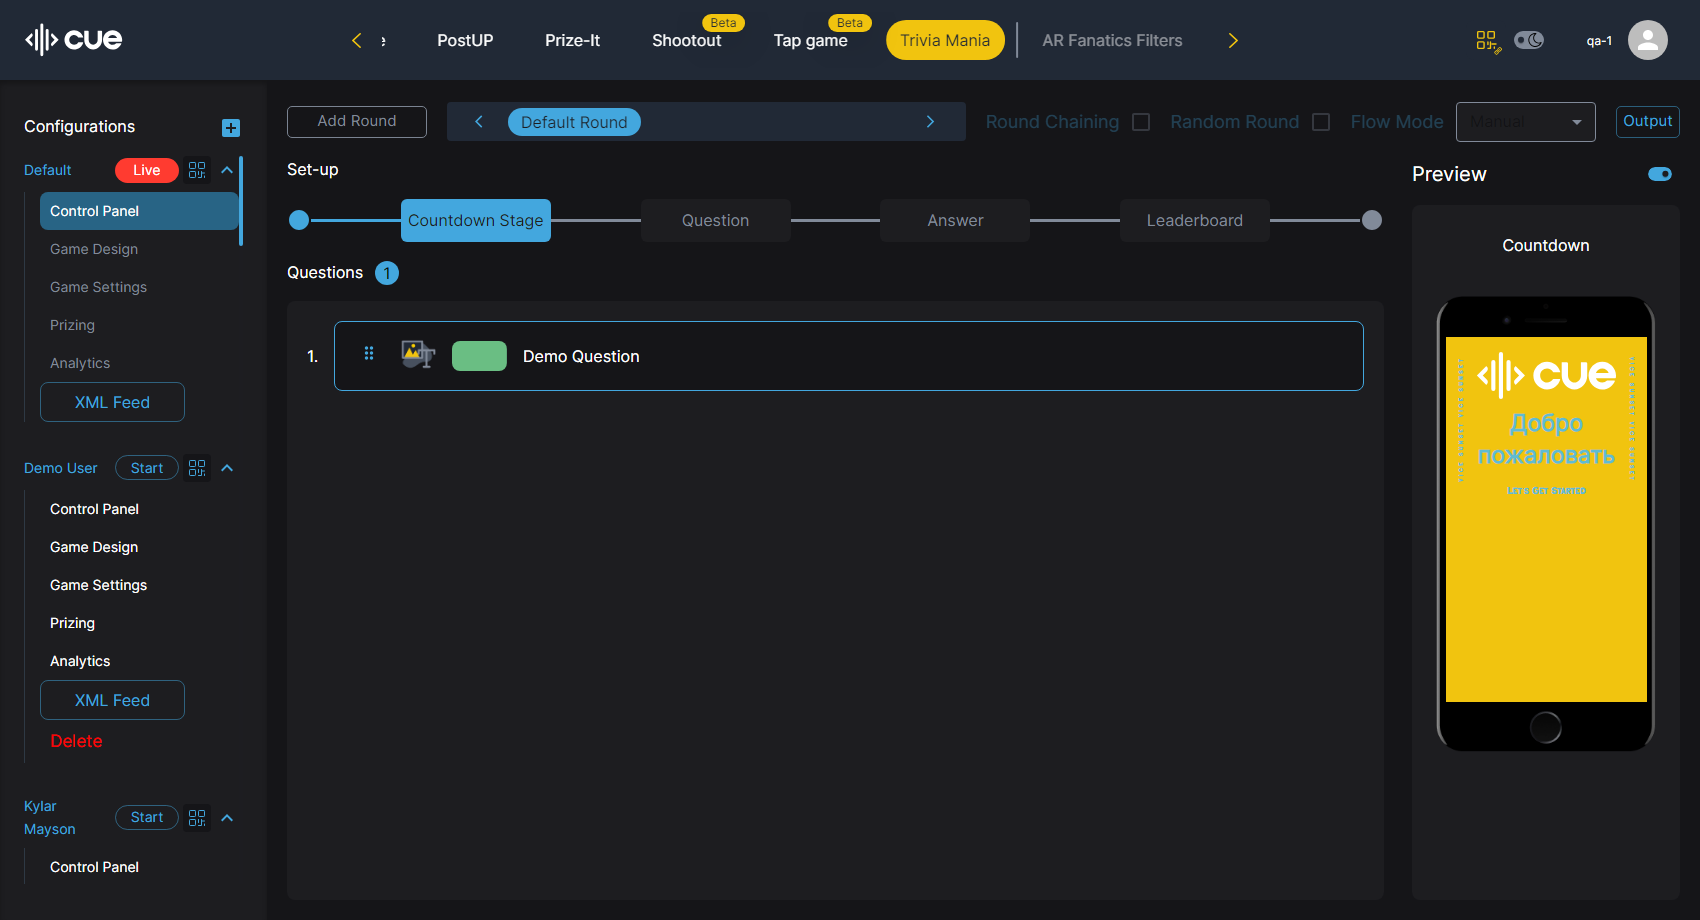 cue
e
PostUP
Prize-It
Shootout
Beta
Tap game
Beta
Trivia Mania
AR Fanatics Filters
qa-1
Configurations
Default
Live
Control Panel
Game Design
Game Settings
Prizing
Analytics
XML Feed
Demo User
Start
Control Panel
Game Design
Game Settings
Prizing
Analytics
XML Feed
Delete
Kylar
Mayson
Start
Control Panel
Add Round
Default Round
Round Chaining
Random Round
Flow Mode
Manual
Output
Set-up
Countdown Stage
Question
Answer
Leaderboard
Questions
1
1.
Demo Question
Preview
Countdown
cue
Добро
пожаловать
Let's Get Started